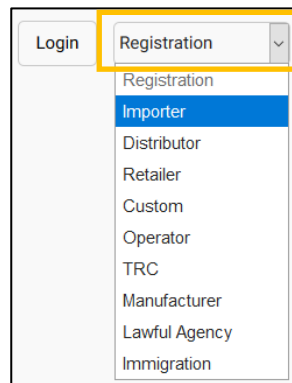 Login Registration
Registration
Importer
Distributor
Retailer
Custom
Operator
TRC
Manufacturer
Lawful Agency
Immigration